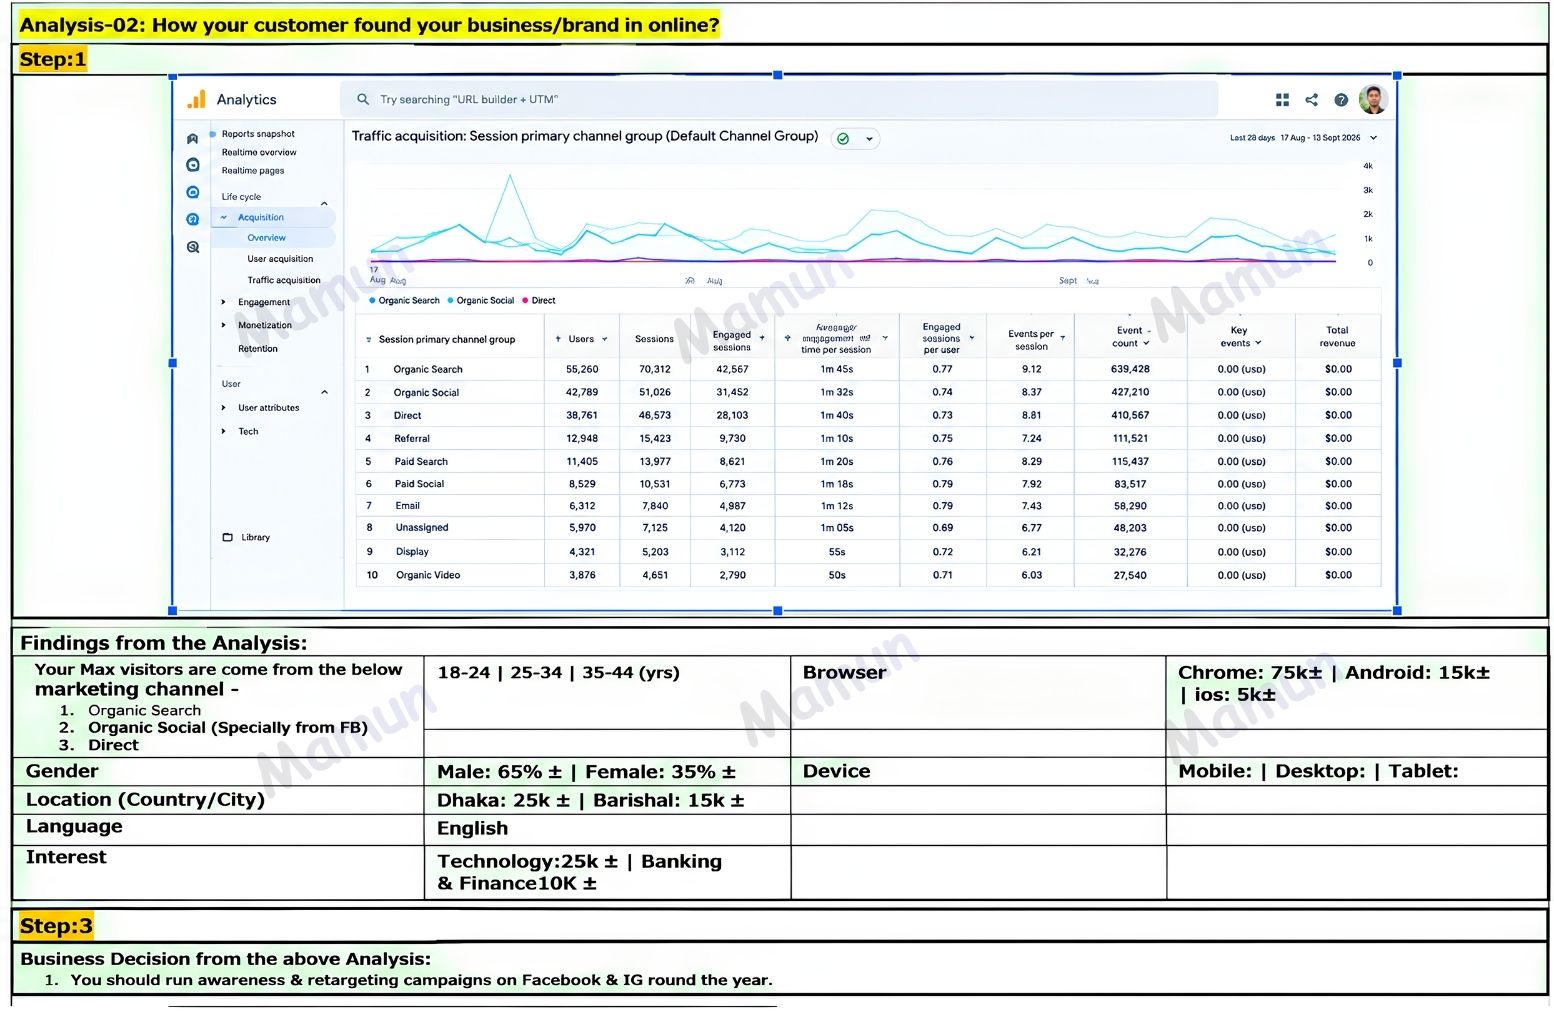 Analysis-02: How your customer found your business/brand in online?
Step:1
Analytics
Try searching "URL builder + UTM"
Reports snapshot
Realtime overview
Realtime pages
Life cycle
Acquisition
Overview
User acquisition
Traffic acquisition
Engagement
Monetization
Retention
User
User attributes
Tech
Library
Traffic acquisition: Session primary channel group (Default Channel Group)
Last 28 days 17 Aug - 13 Sept 2025
4k
3k
2k
1k
0
17
Aug Aug
Aug
Sept
Organic Search Organic Social Direct
Session primary channel group Users Sessions Engaged sessions time per session Engaged sessions per user Events per session Event count Key events Total revenue
1 Organic Search 55,260 70,312 42,567 1m 45s 0.77 9.12 639,428 0.00 (USD) $0.00
2 Organic Social 42,789 51,026 31,452 1m 32s 0.74 8.37 427,210 0.00 (USD) $0.00
3 Direct 38,761 46,573 28,103 1m 40s 0.73 8.81 410,567 0.00 (USD) $0.00
4 Referral 12,948 15,423 9,730 1m 10s 0.75 7.24 111,521 0.00 (USD) $0.00
5 Paid Search 11,405 13,977 8,621 1m 20s 0.76 8.29 115,437 0.00 (USD) $0.00
6 Paid Social 8,529 10,531 6,773 1m 18s 0.79 7.92 83,517 0.00 (USD) $0.00
7 Email 6,312 7,840 4,987 1m 12s 0.79 7.43 58,290 0.00 (USD) $0.00
8 Unassigned 5,970 7,125 4,120 1m 05s 0.69 6.77 48,203 0.00 (USD) $0.00
9 Display 4,321 5,203 3,112 55s 0.72 6.21 32,276 0.00 (USD) $0.00
10 Organic Video 3,876 4,651 2,790 50s 0.71 6.03 27,540 0.00 (USD) $0.00
Mamun
Mamun
Mamun
Findings from the Analysis:
Your Max visitors are come from the below
marketing channel -
1. Organic Search
2. Organic Social (Specially from FB)
3. Direct
18-24 | 25-34 | 35-44 (yrs)
Browser
Chrome: 75k± | Android: 15k±
| ios: 5k±
Gender
Male: 65% ± | Female: 35% ±
Device
Mobile: | Desktop: | Tablet:
Location (Country/City)
Dhaka: 25k ± | Barishal: 15k ±
Language
English
Interest
Technology:25k ± | Banking
& Finance10K ±
Mamun
Mamun
Mamun
Step:3
Business Decision from the above Analysis:
1. You should run awareness & retargeting campaigns on Facebook & IG round the year.